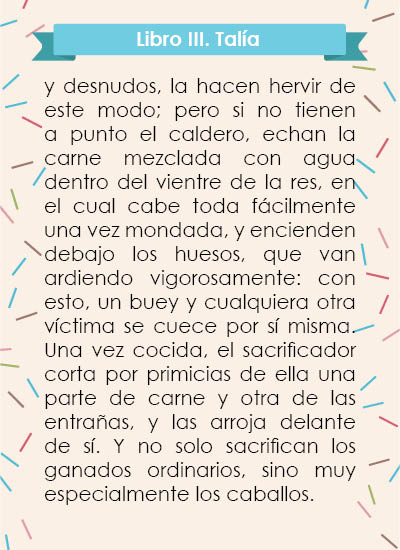 Libro III. Talía
y desnudos, la hacen hervir de
este modo; pero si no tienen
a punto el caldero, echan la
carne mezclada con agua
dentro del vientre de la res, en
el cual cabe toda fácilmente
una vez mondada, y encienden
debajo los huesos, que van
ardiendo vigorosamente: con
esto, un buey y cualquiera otra
víctima se cuece por sí misma.
Una vez cocida, el sacrificador
corta por primicias de ella una
parte de carne y otra de las
entrañas, y las arroja delante
de sí. Y no solo sacrifican los
ganados ordinarios, sino muy
especialmente los caballos.